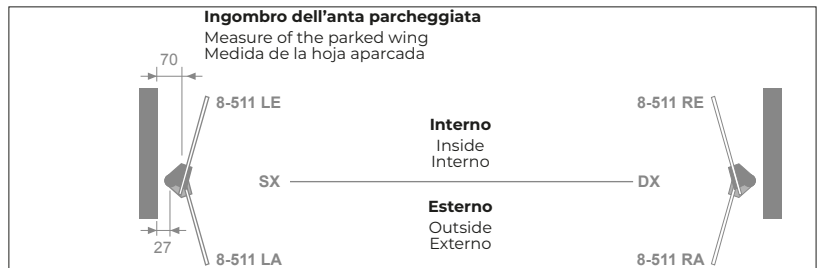 Ingombro dell'anta parcheggiata
Measure of the parked wing
Medida de la hoja aparcada
70
8-511 LE
8-511 RE
Interno
Inside
Interno
SX
DX
Esterno
Outside
Externo
27
8-511 LA
8-511 RA